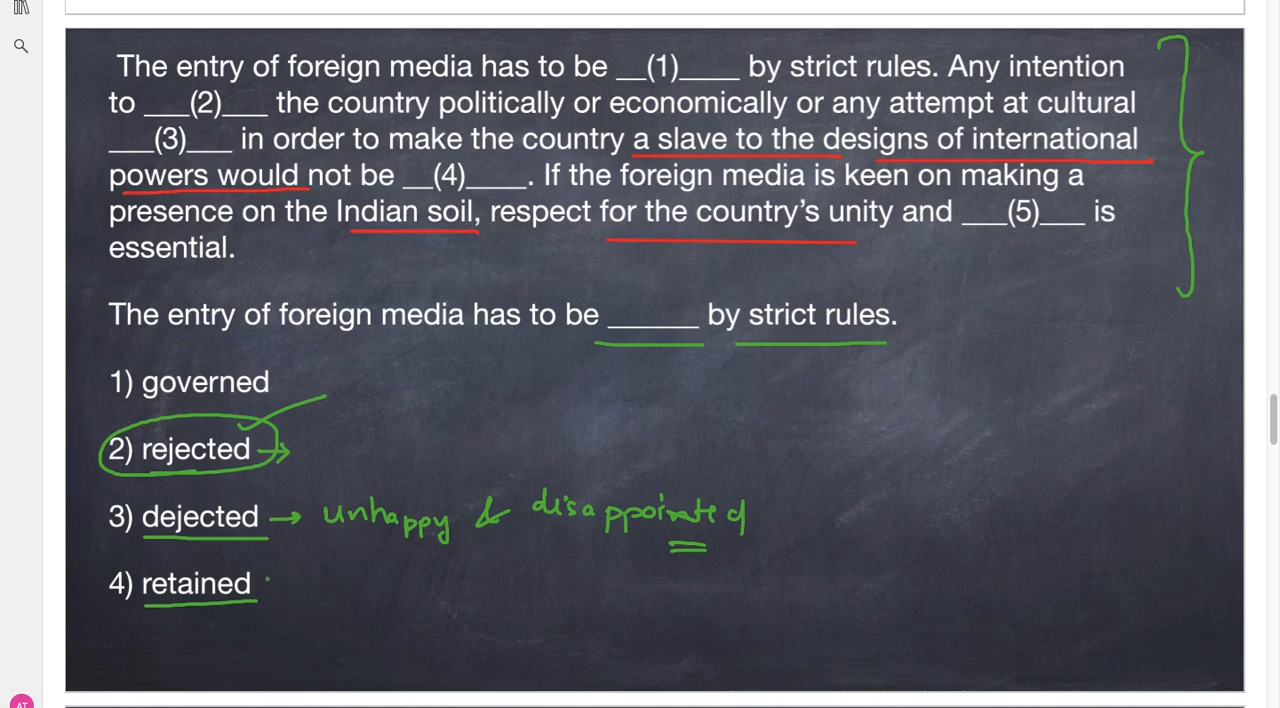 The entry of foreign media has to be __(1)____ by strict rules. Any intention
to ___(2)___ the country politically or economically or any attempt at cultural
___(3)___ in order to make the country a slave to the designs of international
powers would not be __(4)____. If the foreign media is keen on making a
presence on the Indian soil, respect for the country's unity and ___(5)___ is
essential.
The entry of foreign media has to be ______ by strict rules.
1) governed
2) rejected →
3) dejected → unhappy & disappointed
4) retained
AT